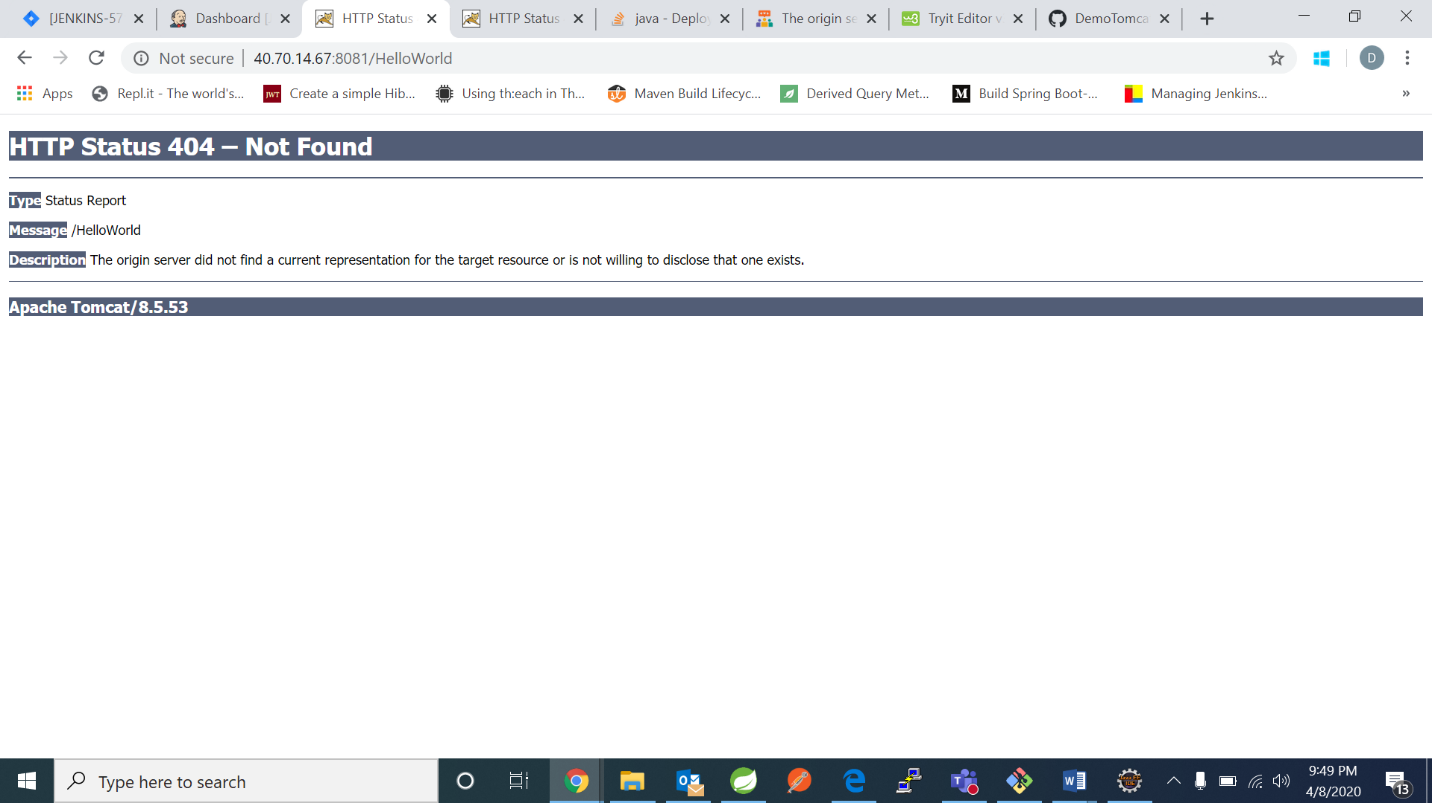 [JENKINS-57
Dashboard [
HTTP Status
HTTP Status
java - Deplo
The origin se
Tryit Editor v
DemoTomca
Not secure | 40.70.14.67:8081/HelloWorld
D
Apps
Repl.it - The world's...
JWT
Create a simple Hib...
Using th:each in Th...
Maven Build Lifecyc...
Derived Query Met...
M
Build Spring Boot-...
Managing Jenkins...
»
HTTP Status 404 – Not Found
Type Status Report
Message /HelloWorld
Description The origin server did not find a current representation for the target resource or is not willing to disclose that one exists.
Apache Tomcat/8.5.53
Type here to search
9:49 PM
4/8/2020
13